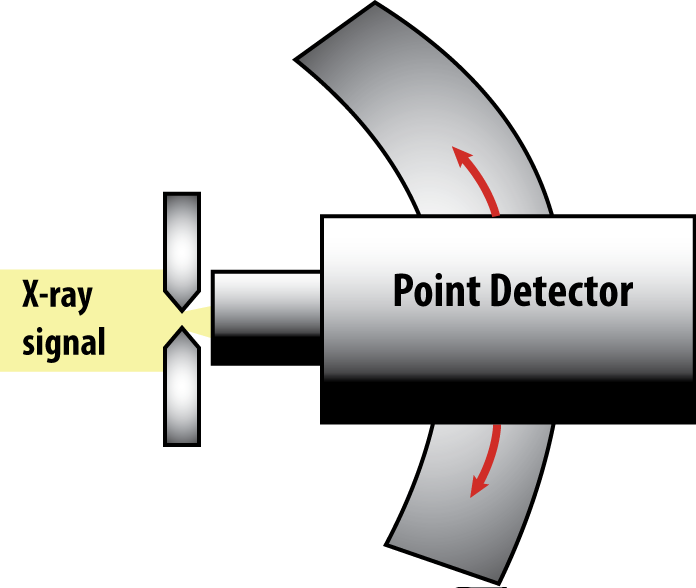 X-ray
signal
Point Detector